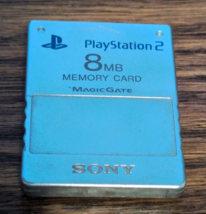 PlayStation 2
8MB
MEMORY CARD
MAGICGATE
SONY